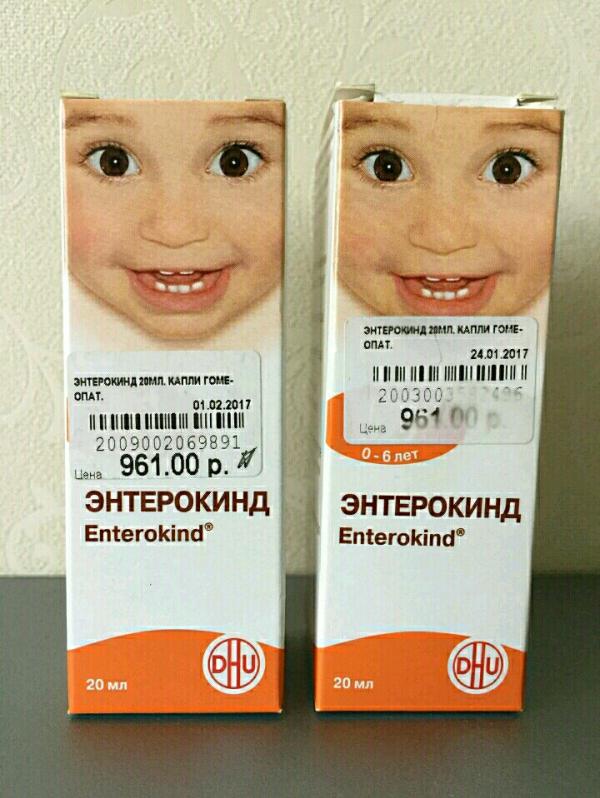 ЭНТЕРОКИНД 20МЛ. КАПЛИ ГОМЕ-
ОПАТ.
01.02.2017
2009002069891
Цена 961.00 р.
ЭНТЕРОКИНД
Enterokind®
20 мл
DHU
ЭНТЕРОКИНД 20МЛ. КАПЛИ ГОМЕ-
ОПАТ.
24.01.2017
Цена 961.00 р.
0-6 лет
ЭНТЕРОКИНД
Enterokind®
20 мл
DHU